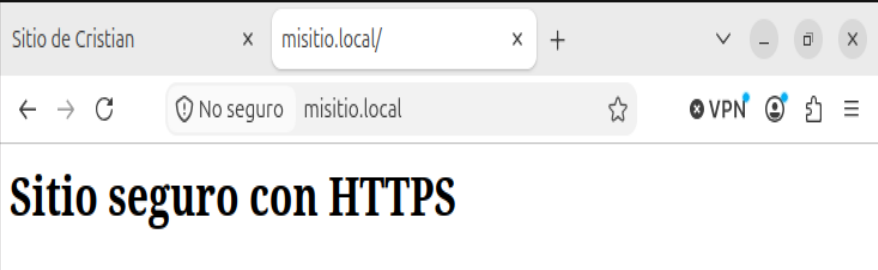 Sitio de Cristian
misitio.local/
No seguro misitio.local
VPN
Sitio seguro con HTTPS